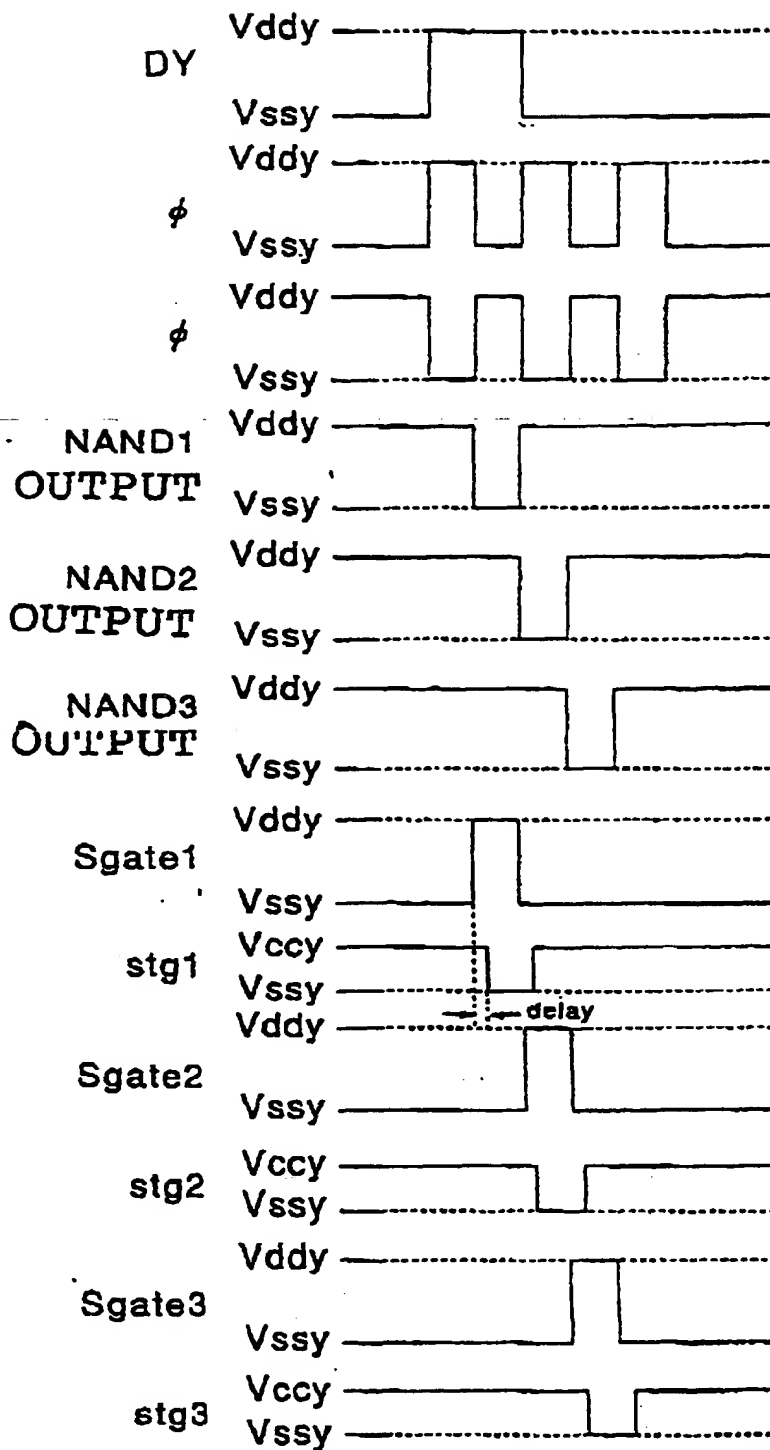 Vddy
DY
Vssy
Vddy
ϕ
Vssy
Vddy
ϕ
Vssy
Vddy
NAND1
OUTPUT
Vssy
Vddy
NAND2
OUTPUT
Vssy
Vddy
NAND3
OUTPUT
Vssy
Vddy
Sgate1
Vssy
Vccy
stg1
Vssy
delay
Vddy
Sgate2
Vssy
Vccy
stg2
Vssy
Vddy
Sgate3
Vssy
Vccy
stg3
Vssy